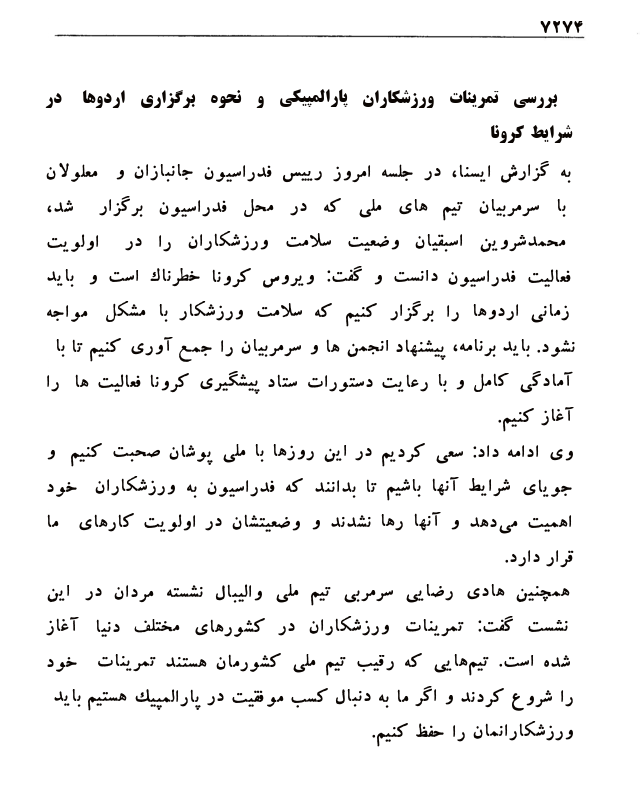 ۷۲۷۴
بررسی تمرینات ورزشکاران پارالمپیکی و نحوه برگزاری اردوها در
شرایط کرونا
به گزارش ایسنا، در جلسه امروز رییس فدراسیون جانبازان و معلولان
با سرمربیان تیم های ملی که در محل فدراسیون برگزار شد،
محمدشروین اسبقیان وضعیت سلامت ورزشکاران را در اولویت
فعالیت فدراسیون دانست و گفت: ویروس کرونا خطرناك است و باید
زمانی اردوها را برگزار کنیم که سلامت ورزشکار با مشکل مواجه
نشود. باید برنامه، پیشنهاد انجمن ها و سرمربیان را جمع آوری کنیم تا با
آمادگی کامل و با رعایت دستورات ستاد پیشگیری کرونا فعالیت ها را
آغاز کنیم.
وی ادامه داد: سعی کردیم در این روزها با ملی پوشان صحبت کنیم و
جویای شرایط آنها باشیم تا بدانند که فدراسیون به ورزشکاران خود
اهمیت می‌دهد و آنها رها نشدند و وضعیتشان در اولویت کارهای ما
قرار دارد.
همچنین هادی رضایی سرمربی تیم ملی والیبال نشسته مردان در این
نشست گفت: تمرینات ورزشکاران در کشورهای مختلف دنیا آغاز
شده است. تیم‌هایی که رقیب تیم ملی کشورمان هستند تمرینات خود
را شروع کردند و اگر ما به دنبال کسب موفقیت در پارالمپیك هستیم باید
ورزشکارانمان را حفظ کنیم.